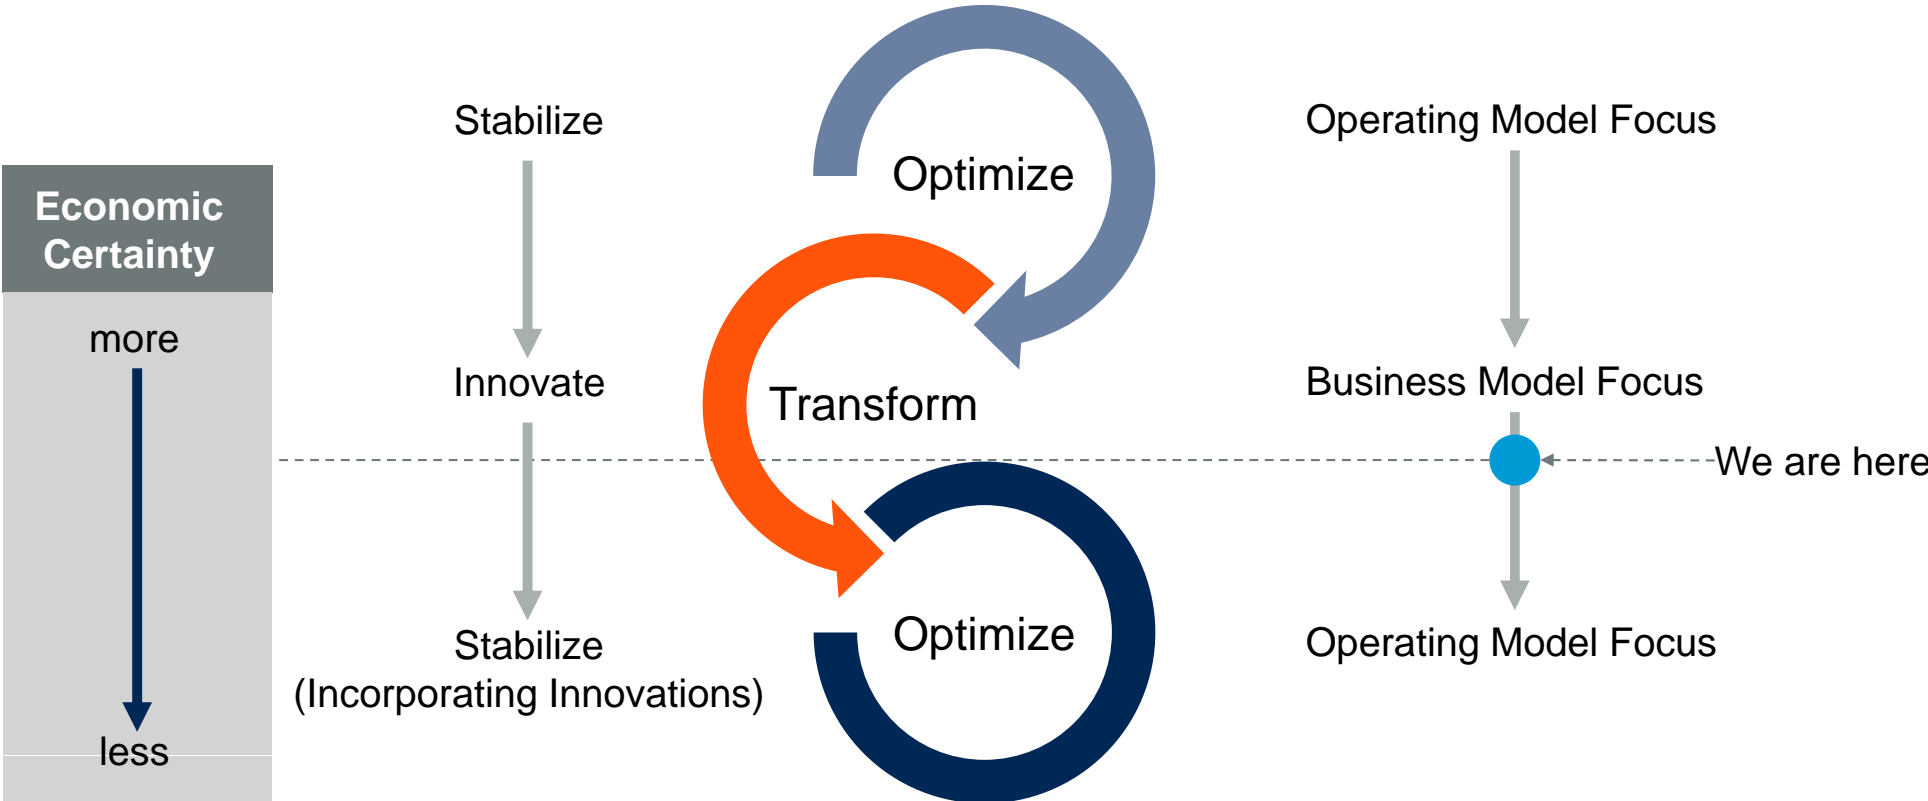 Stabilize
Operating Model Focus
Optimize
Economic
Certainty
more
Innovate
Business Model Focus
Transform
We are here
Optimize
Stabilize
(Incorporating Innovations)
Operating Model Focus
less